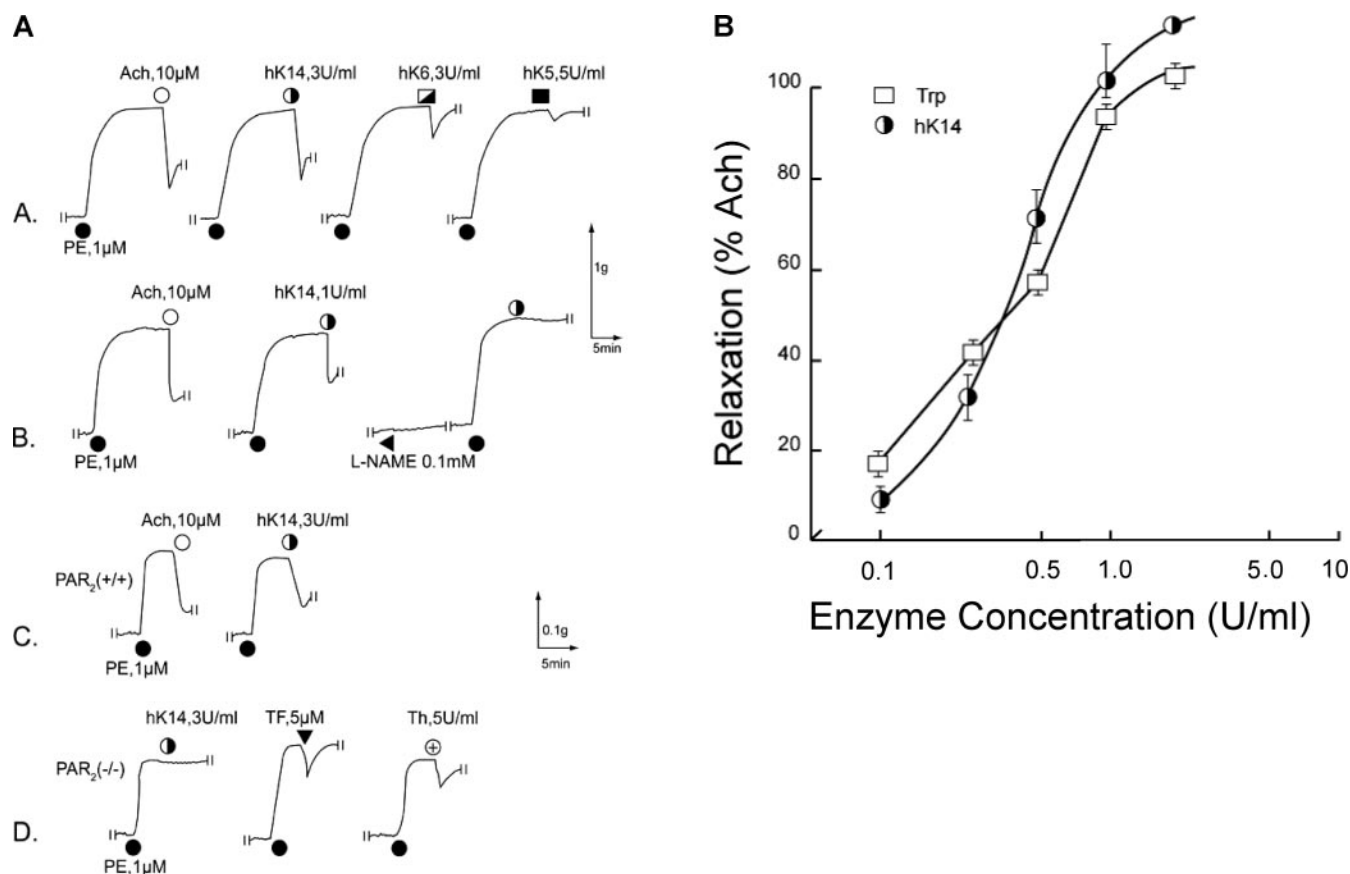 A
Ach,10µM hK14,3U/ml hK6,3U/ml hK5,5U/ml
A.
PE,1µM
1g
5min
Ach,10µM hK14,1U/ml
B.
PE,1µM L-NAME 0.1mM
Ach,10µM hK14,3U/ml
PAR₂(+/+)
C.
PE,1µM
0.1g
5min
hK14,3U/ml TF,5µM Th,5U/ml
PAR₂(-/-)
D.
PE,1µM
B
Trp
hK14
Relaxation (% Ach)
100
80
60
40
20
0
0.1 0.5 1.0 5.0 10
Enzyme Concentration (U/ml)